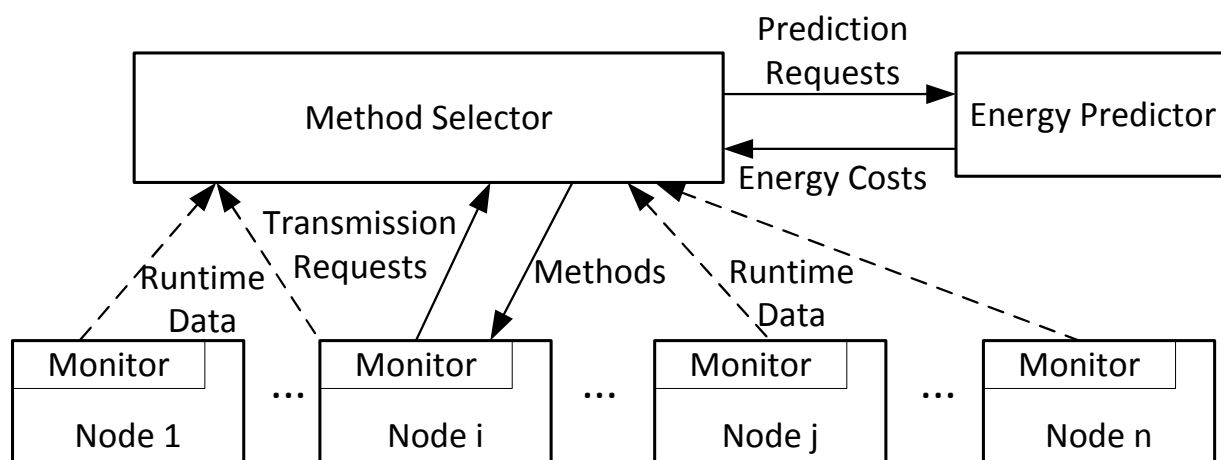 Prediction
Requests
Method Selector
Energy Predictor
Energy Costs
Transmission
Requests
Runtime
Data
Methods
Runtime
Data
Monitor
Monitor
Monitor
Monitor
... ... ...
Node 1
Node i
Node j
Node n